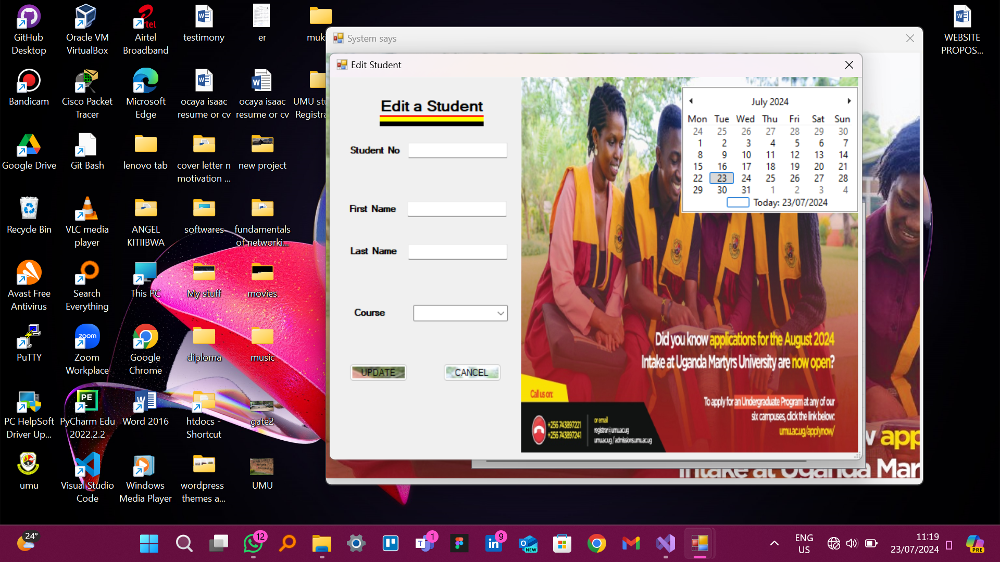 GitHub
Desktop
Oracle VM
VirtualBox
Airtel
Broadband
testimony
er
muki
WEBSITE
PROPOS...
Bandicam
Cisco Packet
Tracer
Microsoft
Edge
ocaya isaac
resume or cv
ocaya isaac
resume or cv
UMU stu
Registra
Google Drive
Git Bash
lenovo tab
cover letter n
motivation ...
new project
Recycle Bin
VLC media
player
ANGEL
KITIIBWA
softwares
fundamentals
of networki...
Avast Free
Antivirus
Search
Everything
This PC
My stuff
movies
PuTTY
zoom
Zoom
Workplace
Google
Chrome
diploma
music
PC HelpSoft
Driver Up...
PyCharm Edu
2022.2.2
Word 2016
htdocs -
Shortcut
gate2
umu
Visual Studio
Code
Windows
Media Player
wordpress
themes a...
UMU
System says
Edit Student
Edit a Student
Student No
First Name
Last Name
Course
UPDATE
CANCEL
July 2024
Mon Tue Wed Thu Fri Sat Sun
24 25 26 27 28 29 30
1 2 3 4 5 6 7
8 9 10 11 12 13 14
15 16 17 18 19 20 21
22 23 24 25 26 27 28
29 30 31 1 2 3 4
Today: 23/07/2024
Did you know applications for the August 2024
Intake at Uganda Martyrs University are now open?
Call us on:
+256 743897221
+256 743897241
or email
registrar@umu.ac.ug
umu.ac.ug / admissions.umu.ac.ug
To apply for an Undergraduate Program at any of our
six campuses, click the link below:
umu.ac.ug/applynow/
w app
Intake at Uganda Mar
24°
12
1
9
NEW
ENG
US
11:19
23/07/2024
PRE